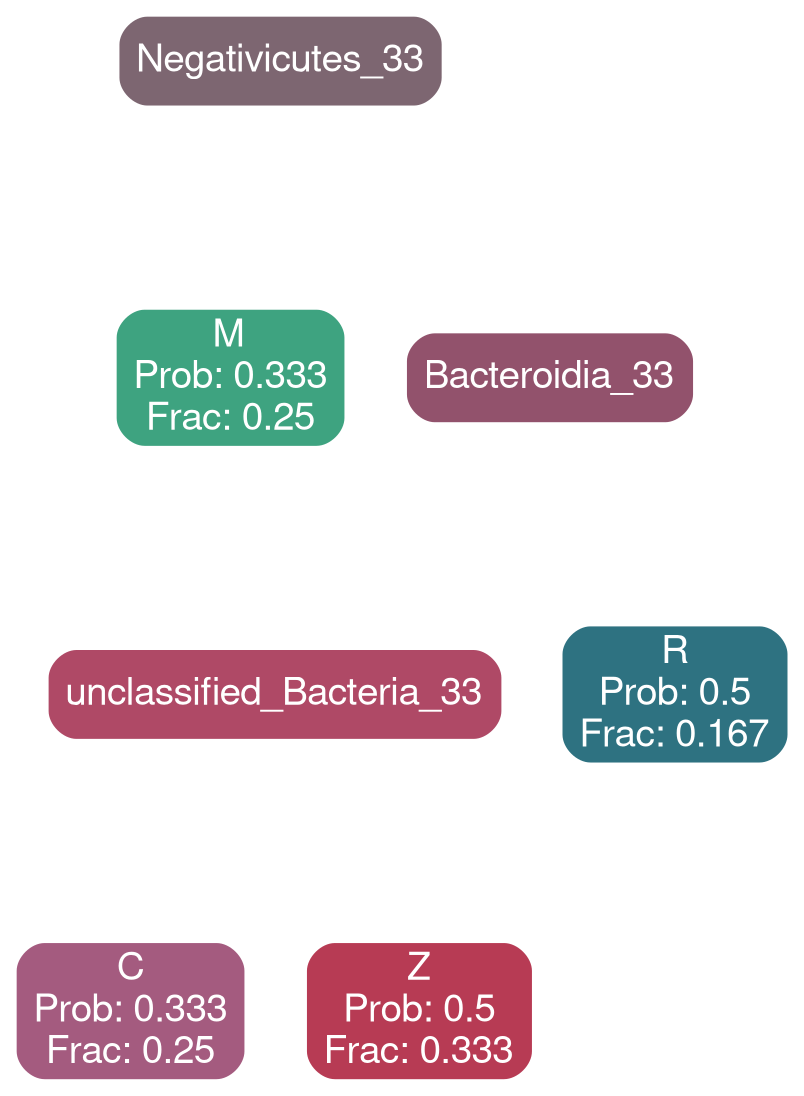 Negativicutes_33
M
Prob: 0.333
Frac: 0.25
Bacteroidia_33
unclassified_Bacteria_33
R
Prob: 0.5
Frac: 0.167
C
Prob: 0.333
Frac: 0.25
Z
Prob: 0.5
Frac: 0.333